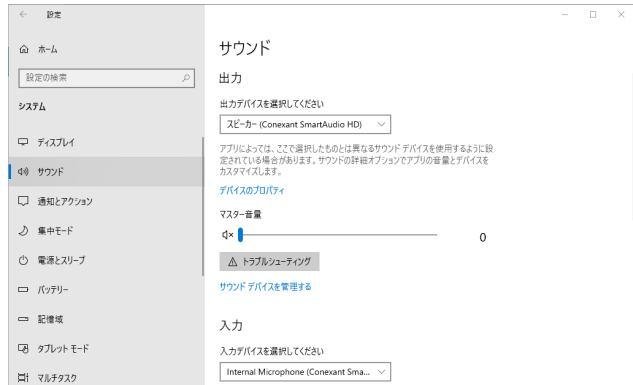 設定
ホーム
設定の検索
システム
ディスプレイ
サウンド
通知とアクション
集中モード
電源とスリープ
バッテリー
記憶域
タブレット モード
マルチタスク
サウンド
出力
出力デバイスを選択してください
スピーカー (Conexant SmartAudio HD)
アプリによっては、ここで選択したものとは異なるサウンド デバイスを使用するように設
定されている場合があります。サウンドの詳細オプションでアプリの音量とデバイスを
カスタマイズします。
デバイスのプロパティ
マスター音量
0
トラブルシューティング
サウンド デバイスを管理する
入力
入力デバイスを選択してください
Internal Microphone (Conexant Sma...